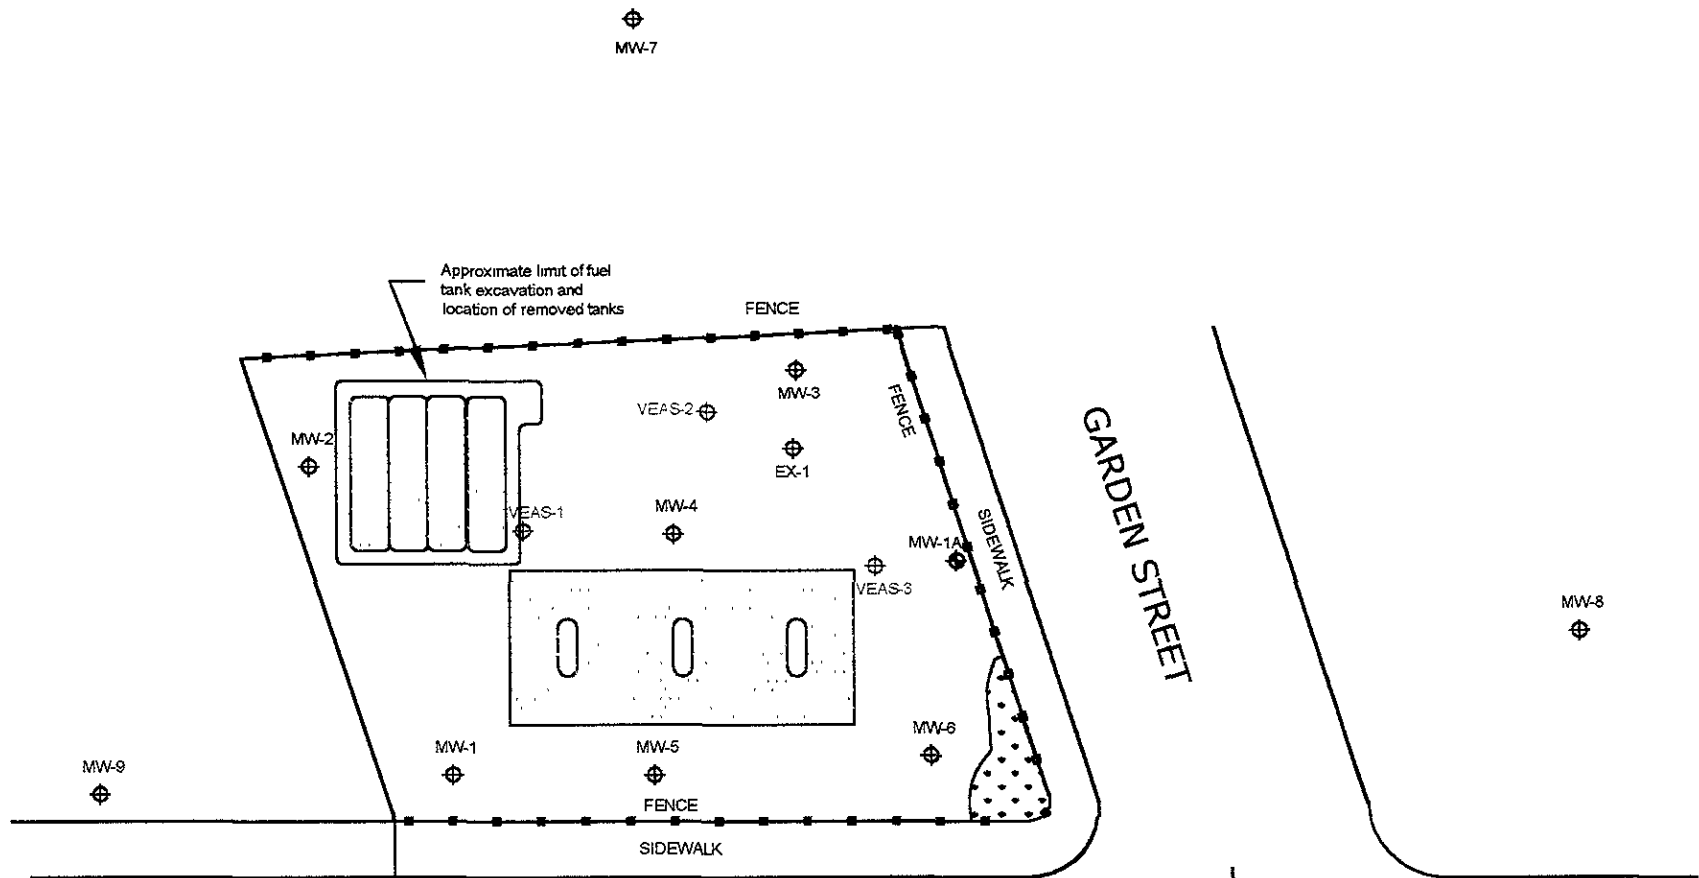 MW-7
Approximate limit of fuel
tank excavation and
location of removed tanks
FENCE
MW-3
VEAS-2
FENCE
MW-2
EX-1
GARDEN STREET
VEAS-1
MW-4
SIDEWALK
MW-1A
VEAS-3
MW-8
MW-6
MW-1
MW-5
MW-9
FENCE
SIDEWALK